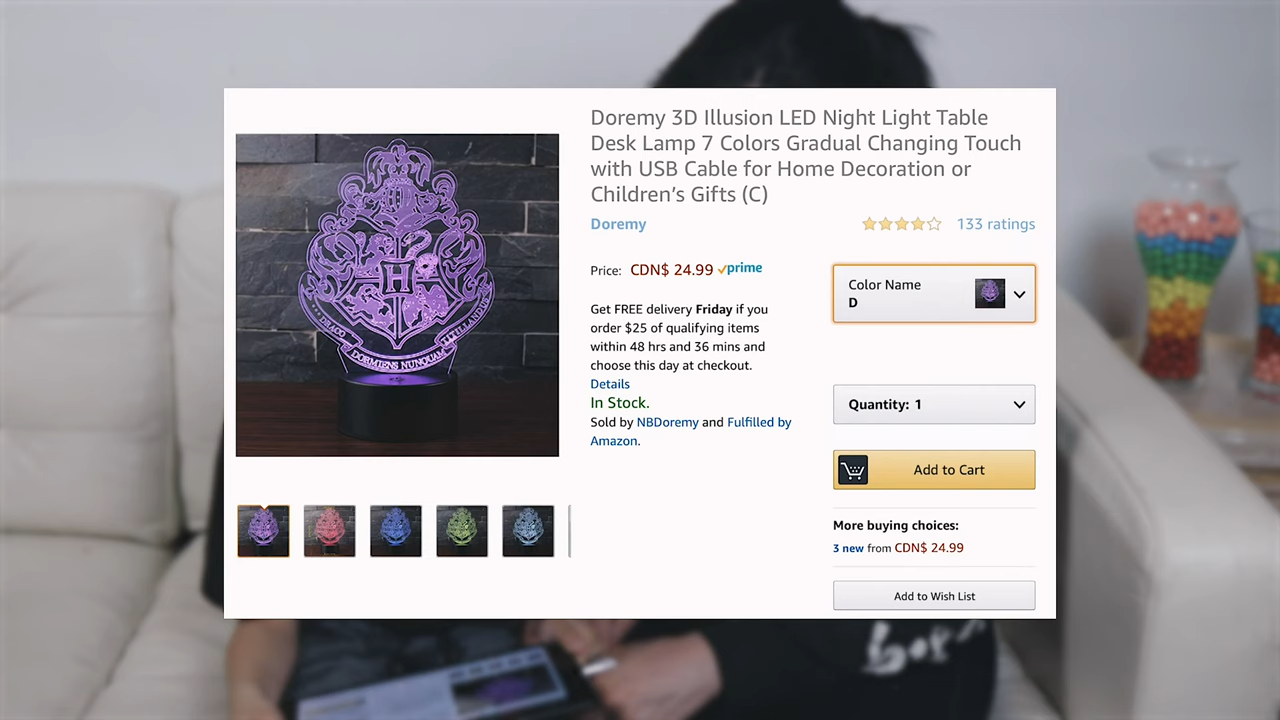 Doremy 3D Illusion LED Night Light Table
Desk Lamp 7 Colors Gradual Changing Touch
with USB Cable for Home Decoration or
Children’s Gifts (C)
Doremy
133 ratings
Price: CDN$ 24.99 prime
Get FREE delivery Friday if you
order $25 of qualifying items
within 48 hrs and 36 mins and
choose this day at checkout.
Details
In Stock.
Sold by NBDoremy and Fulfilled by
Amazon.
Color Name
D
Quantity: 1
Add to Cart
More buying choices:
3 new from CDN$ 24.99
Add to Wish List
H
DRACO
DORMIENS NUNQUAM
TITILLANDUS